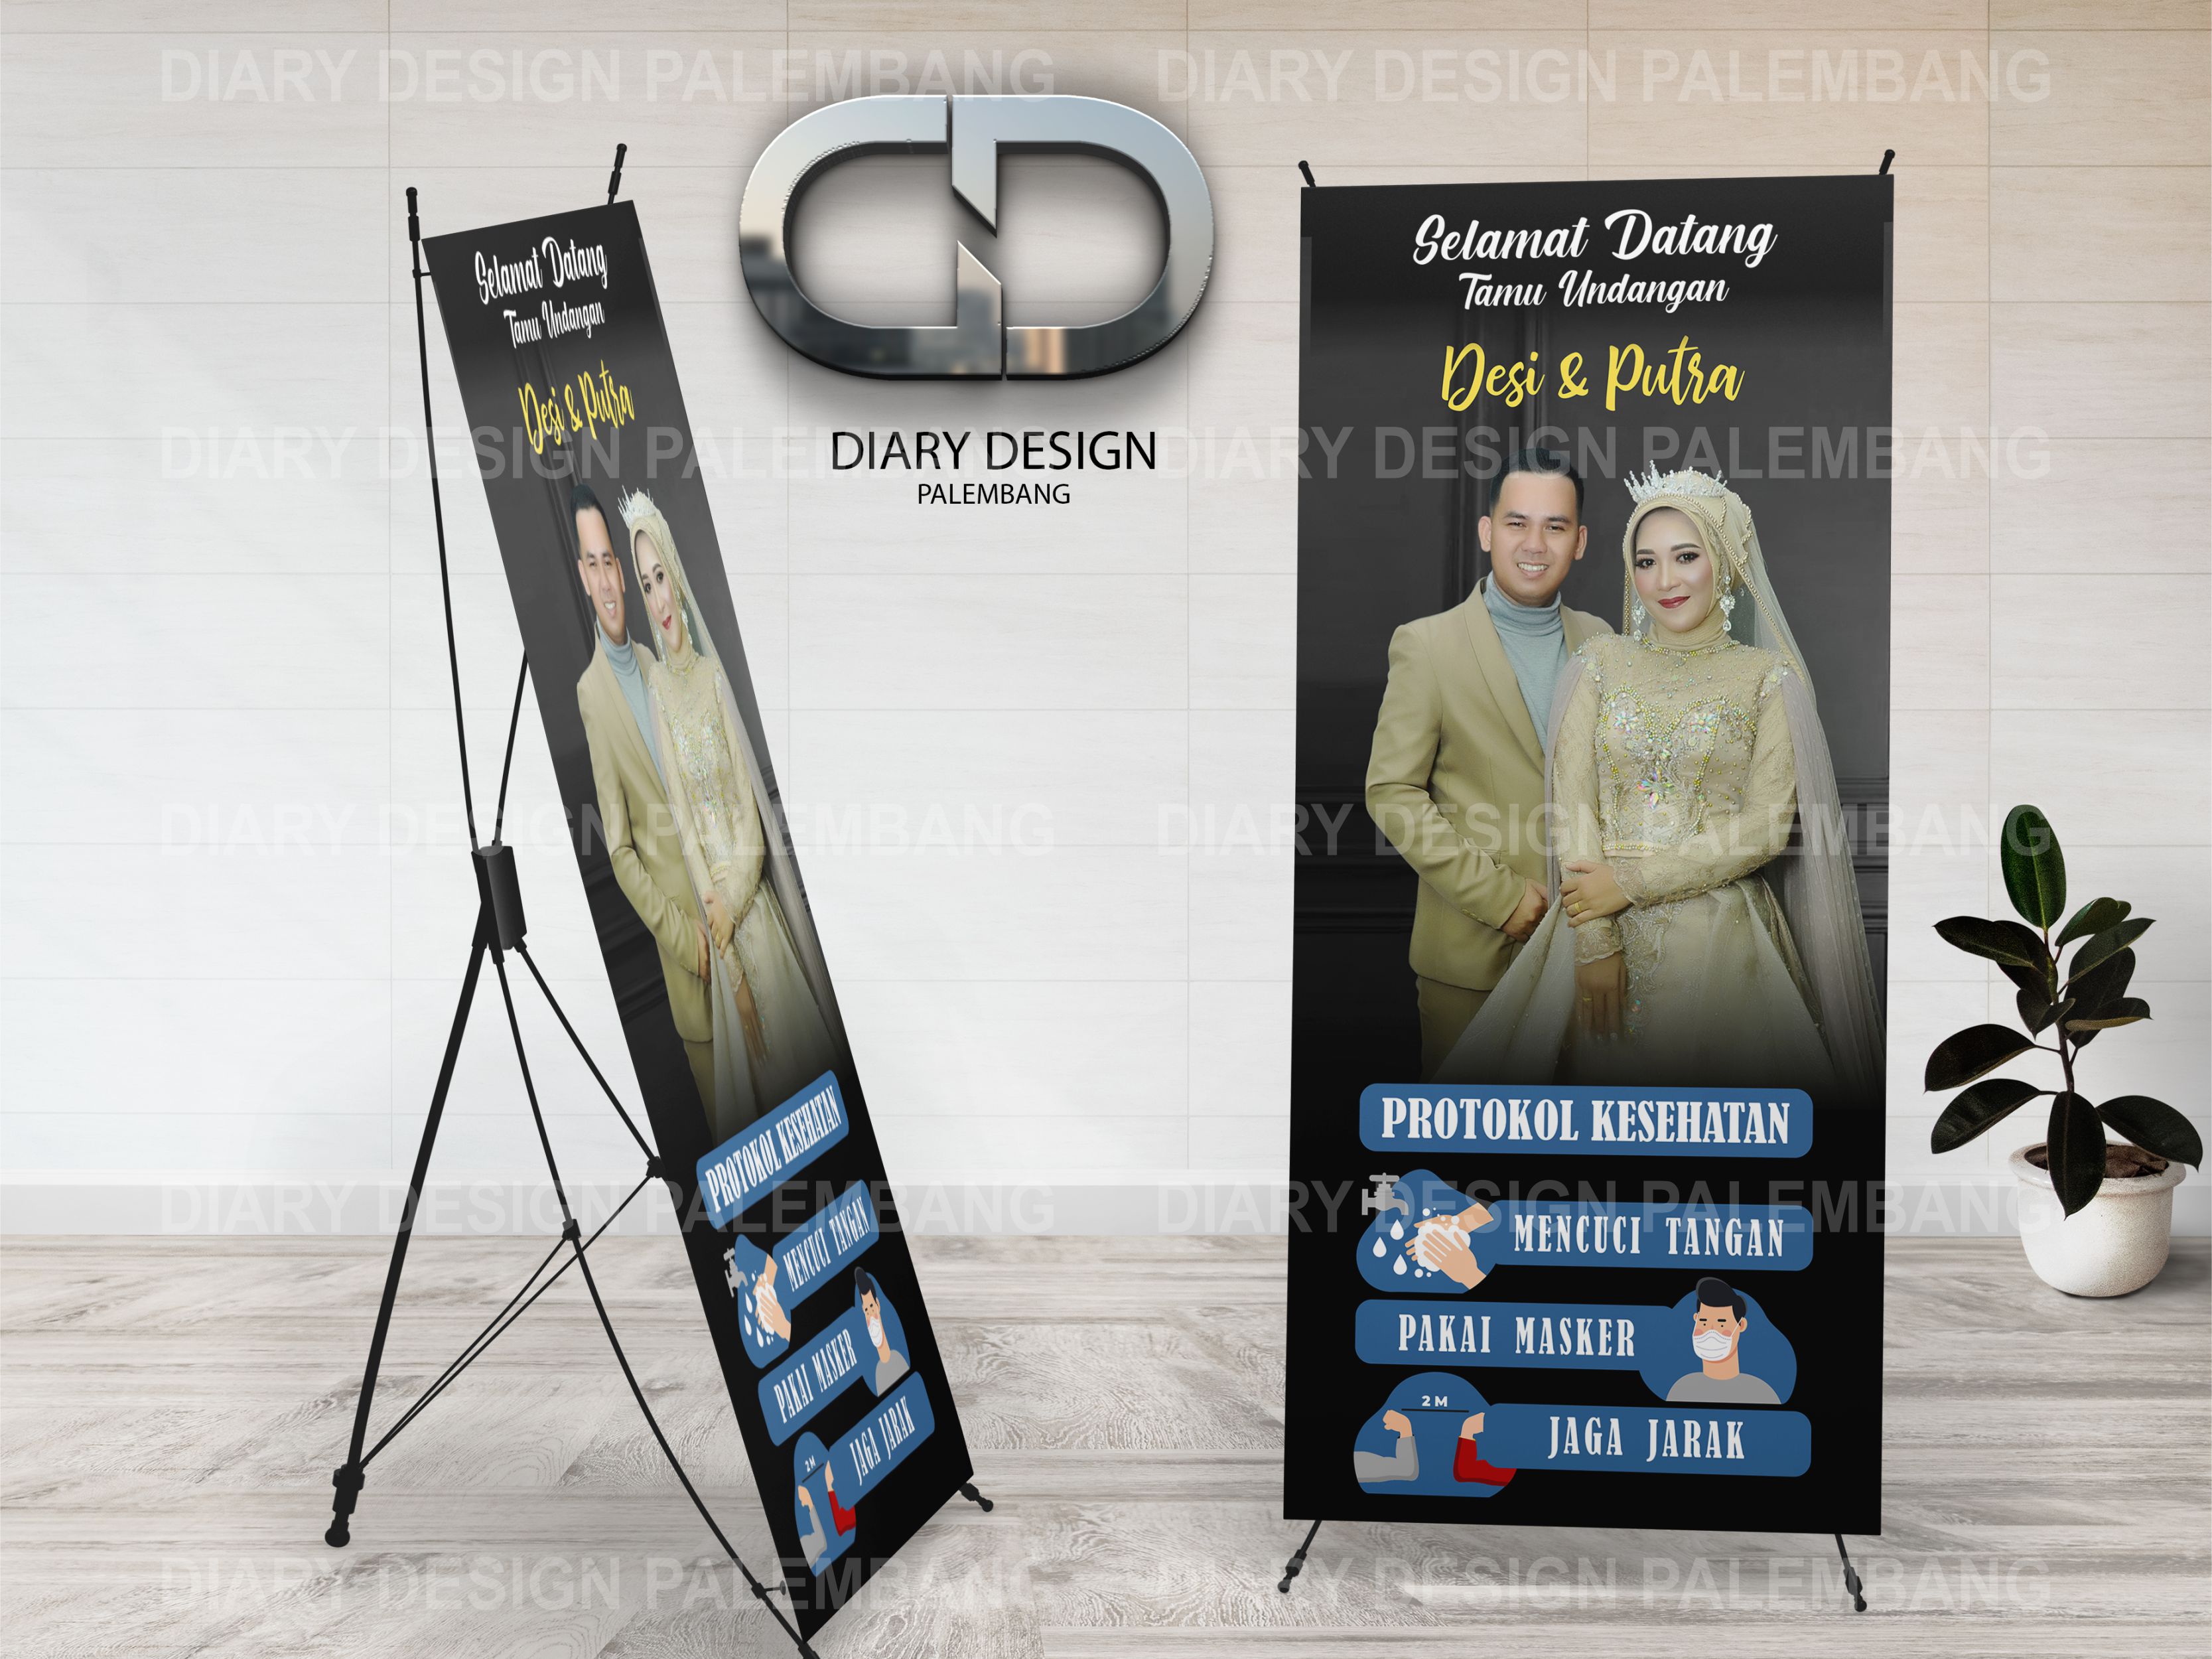 DIARY DESIGN PALEMBANG DIARY DESIGN PALEMBANG
Selamat Datang
Tamu Undangan
Desi & Putra
DIARY DESIGN
PALEMBANG
Selamat Datang
Tamu Undangan
Desi & Putra
DIARY DESIGN PALEMBANG DIARY DESIGN PALEMBANG
DIARY DESIGN PALEMBANG DIARY DESIGN PALEMBANG
PROTOKOL KESEHATAN
MENCUCI TANGAN
PAKAI MASKER
2M
JAGA JARAK
PROTOKOL KESEHATAN
MENCUCI TANGAN
PAKAI MASKER
2M
JAGA JARAK
DIARY DESIGN PALEMBANG DIARY DESIGN PALEMBANG
DIARY DESIGN PALEMBANG DIARY DESIGN PALEMBANG